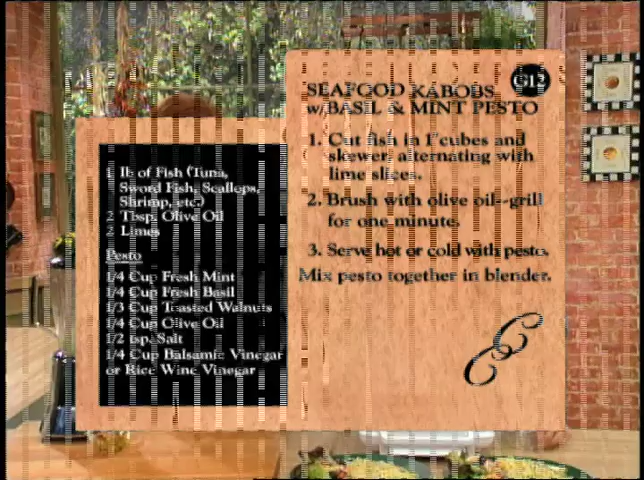 SEAFOOD KABOBS
w/BASIL & MINT PESTO
1 lb of Fish (Tuna,
Sword Fish, Scallops,
Shrimp, etc.)
2 Tbsp. Olive Oil
2 Limes
Pesto
1/4 Cup Fresh Mint
1/4 Cup Fresh Basil
1/3 Cup Toasted Walnuts
1/4 Cup Olive Oil
1/2 tsp. Salt
1/4 Cup Balsamic Vinegar
or Rice Wine Vinegar
1. Cut fish in 1" cubes and
skewer, alternating with
lime slices.
2. Brush with olive oil--grill
for one minute.
3. Serve hot or cold with pesto.
Mix pesto together in blender.